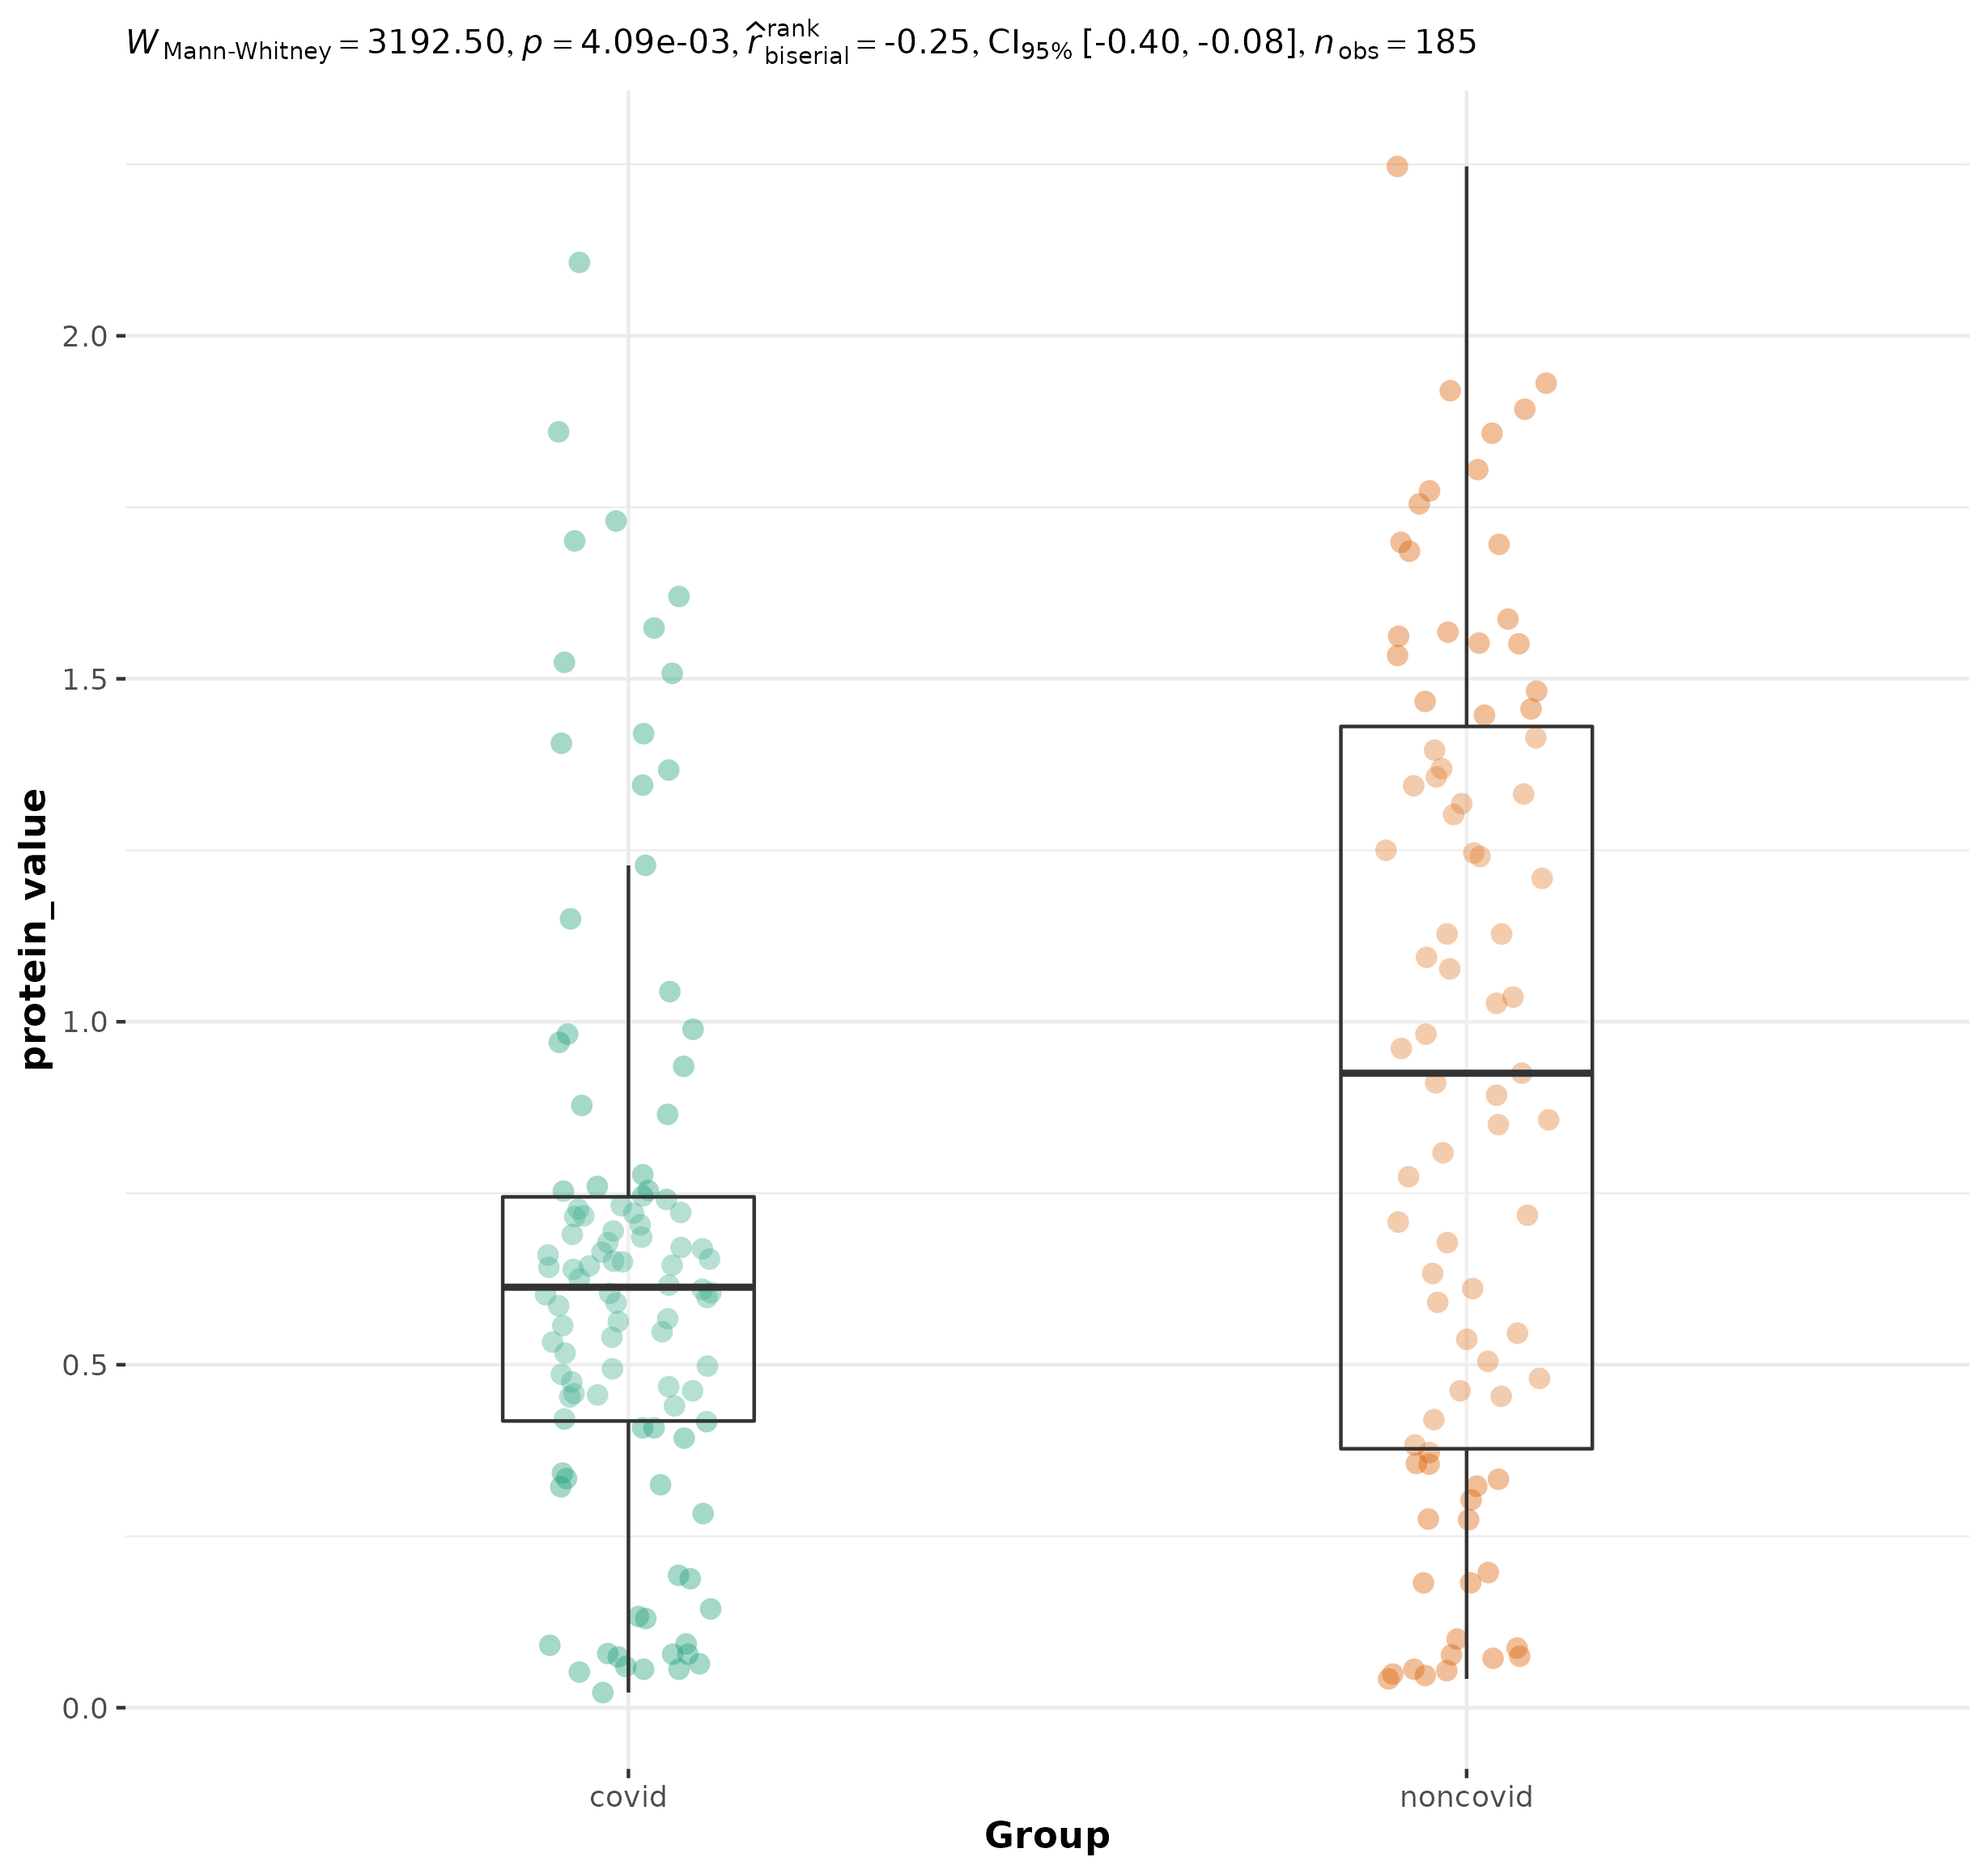 W Mann-Whitney = 3192.50, p = 4.09e-03, r̂ rank biserial = -0.25, CI95% [-0.40, -0.08], n obs = 185
protein_value
2.0
1.5
1.0
0.5
0.0
covid noncovid
Group